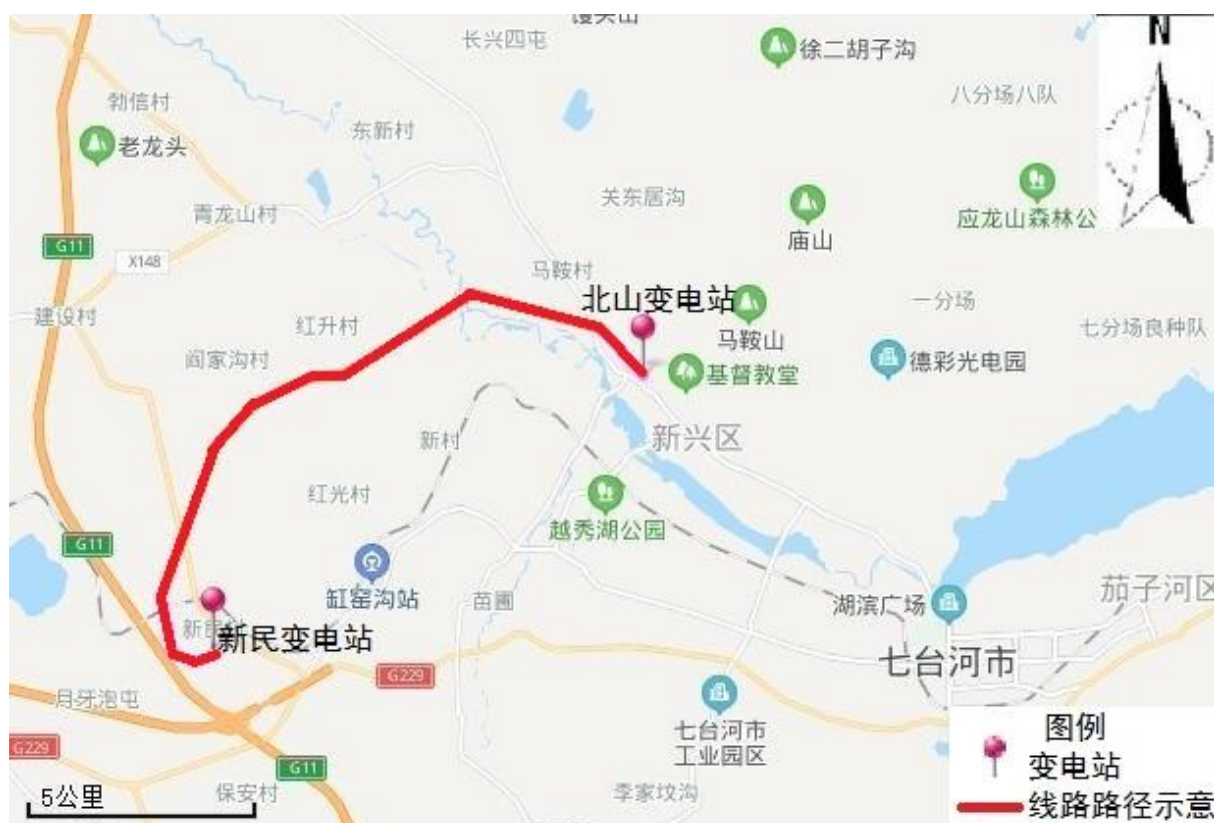 馒头山
长兴四屯
N
徐二胡子沟
八分场八队
勃信村
东新村
老龙头
关东居沟
应龙山森林公
青龙山村
庙山
G11
X148
马鞍村
北山变电站
一分场
建设村
红升村
马鞍山
七分场良种队
阎家沟村
基督教堂
德彩光电园
新村
新兴区
红光村
越秀湖公园
G11
缸窑沟站
苗圃
湖滨广场
茄子河区
新民变电站
七台河市
G229
月牙泡屯
七台河市
工业园区
图例
变电站
线路路径示意
G229
G11
5公里
保安村
李家坟沟